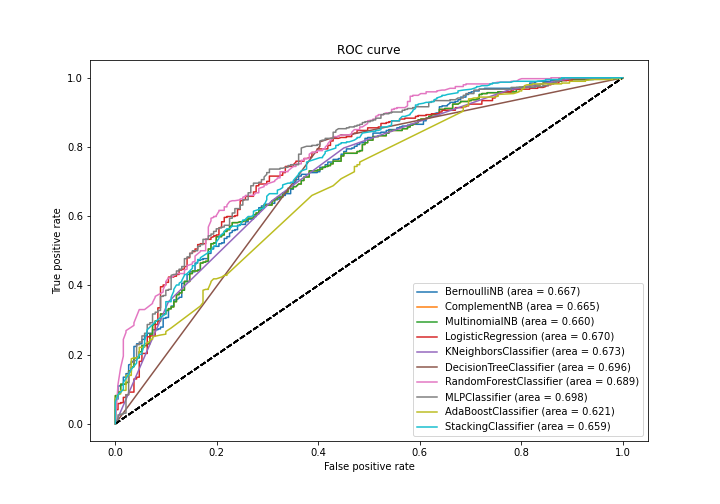 ROC curve
True positive rate
1.0
0.8
0.6
0.4
0.2
0.0
BernoulliNB (area = 0.667)
ComplementNB (area = 0.665)
MultinomialNB (area = 0.660)
LogisticRegression (area = 0.670)
KNeighborsClassifier (area = 0.673)
DecisionTreeClassifier (area = 0.696)
RandomForestClassifier (area = 0.689)
MLPClassifier (area = 0.698)
AdaBoostClassifier (area = 0.621)
StackingClassifier (area = 0.659)
0.0 0.2 0.4 0.6 0.8 1.0
False positive rate